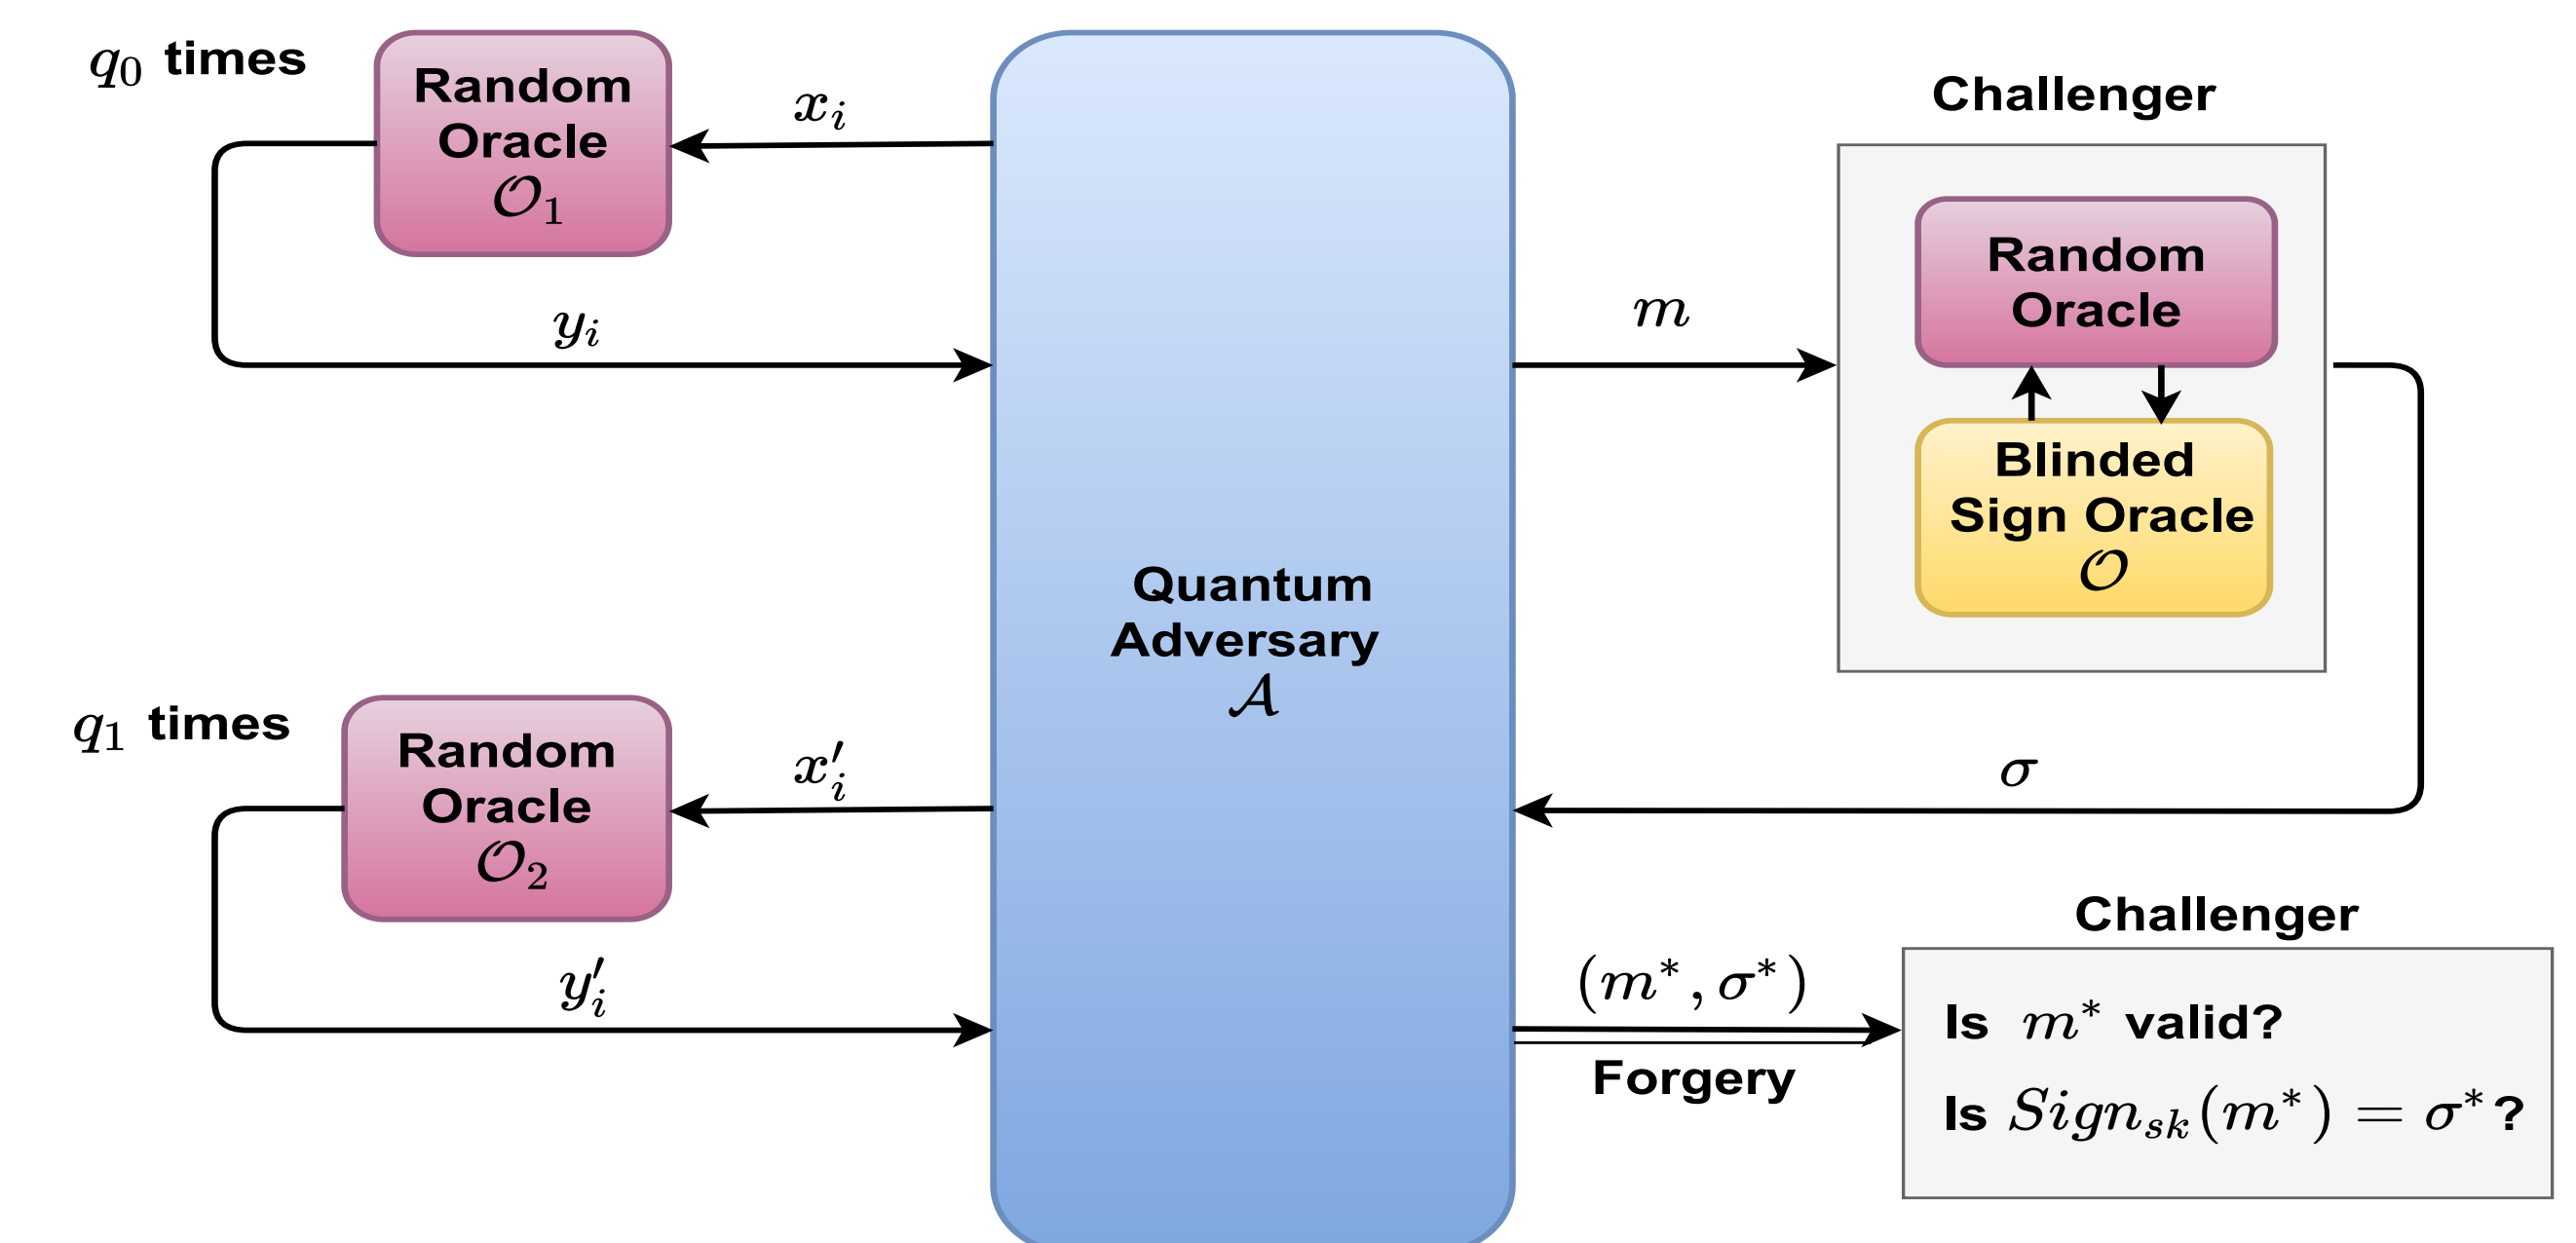 q₀ times
Random
Oracle
𝒪₁
xᵢ
yᵢ
Quantum
Adversary
𝒜
m
Challenger
Random
Oracle
Blinded
Sign Oracle
𝒪
σ
q₁ times
Random
Oracle
𝒪₂
x′ᵢ
y′ᵢ
(m*, σ*)
Forgery
Challenger
Is m* valid?
Is Signₛₖ(m*) = σ*?